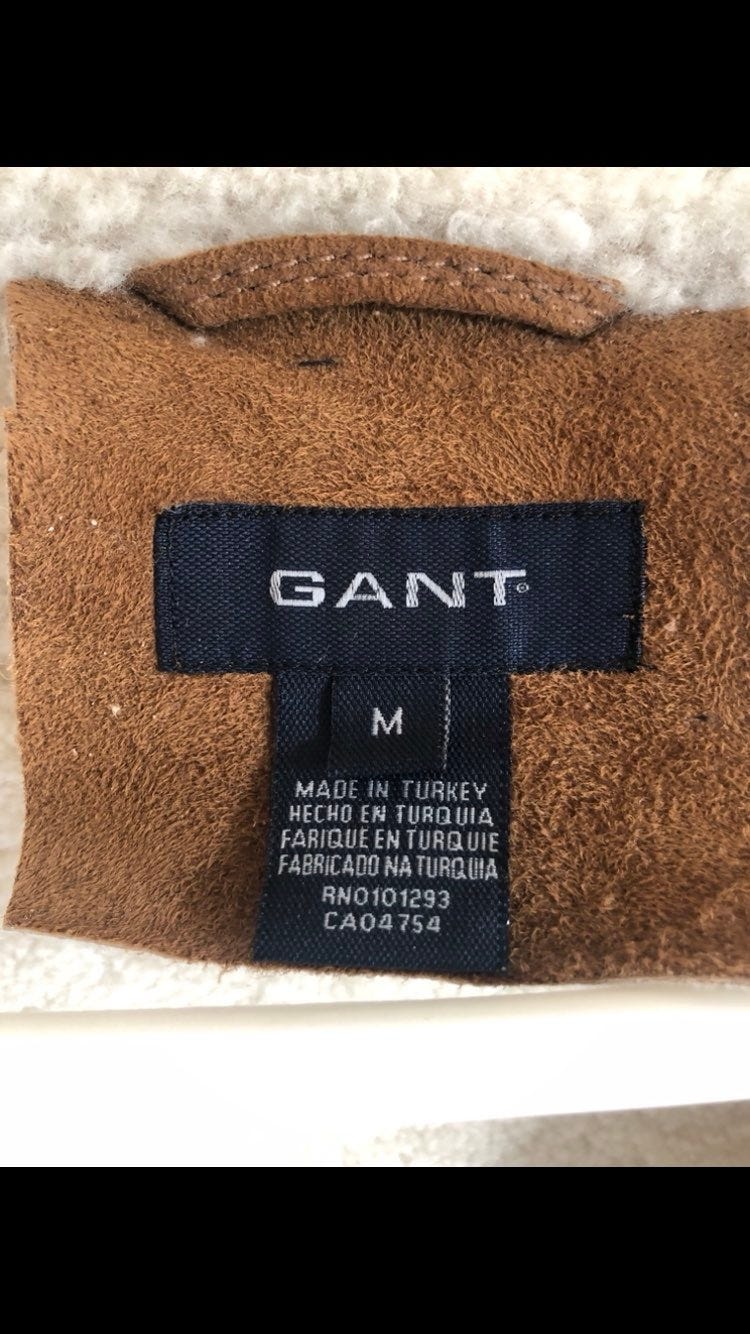 GANT®
M
MADE IN TURKEY
HECHO EN TURQUIA
FARIQUE EN TURQUIE
FABRICADO NA TURQUIA
RN0101293
CA04754